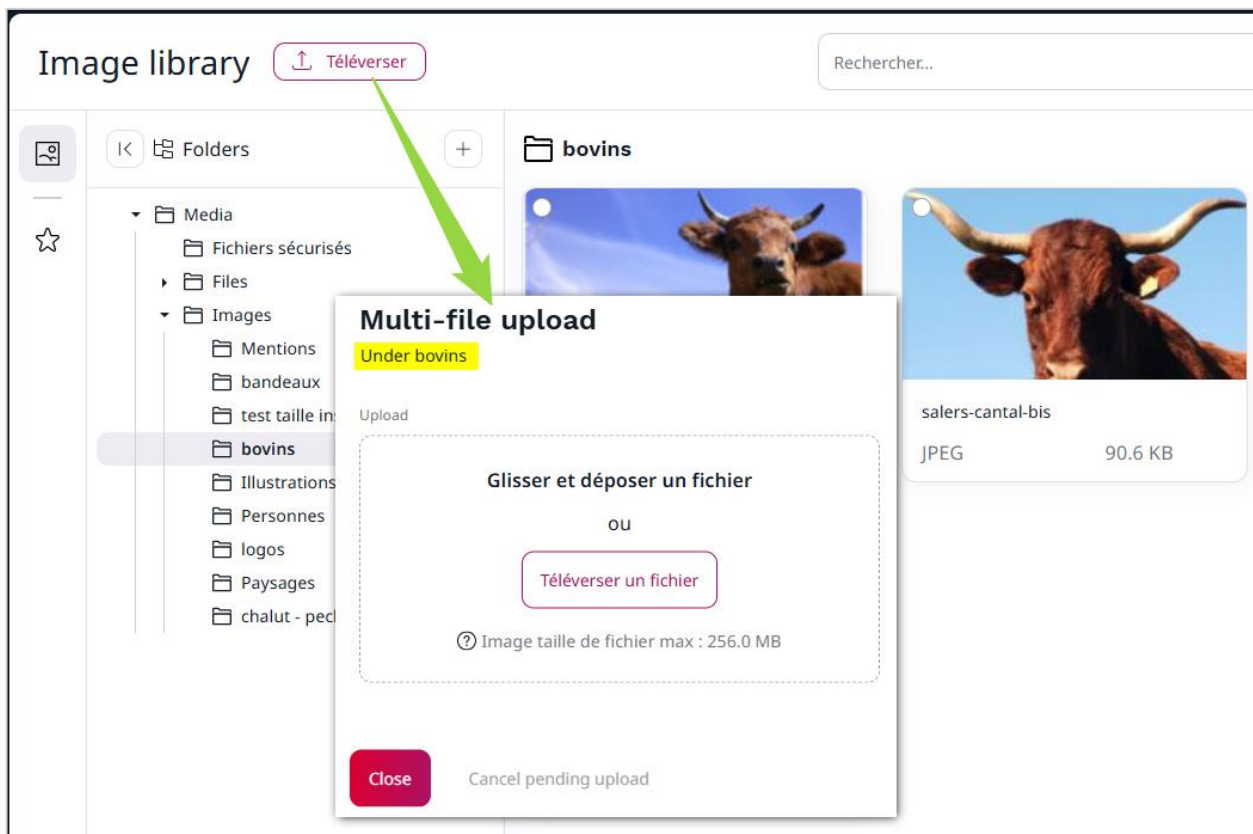 Image library
Téléverser
Rechercher...
Folders
bovins
Media
Fichiers sécurisés
Files
Images
Mentions
bandeaux
test taille
bovins
Illustrations
Personnes
logos
Paysages
chalut -
Multi-file upload
Under bovins
Upload
Glisser et déposer un fichier
ou
Téléverser un fichier
Image taille de fichier max : 256.0 MB
Close
Cancel pending upload
salers-cantal-bis
JPEG 90.6 KB